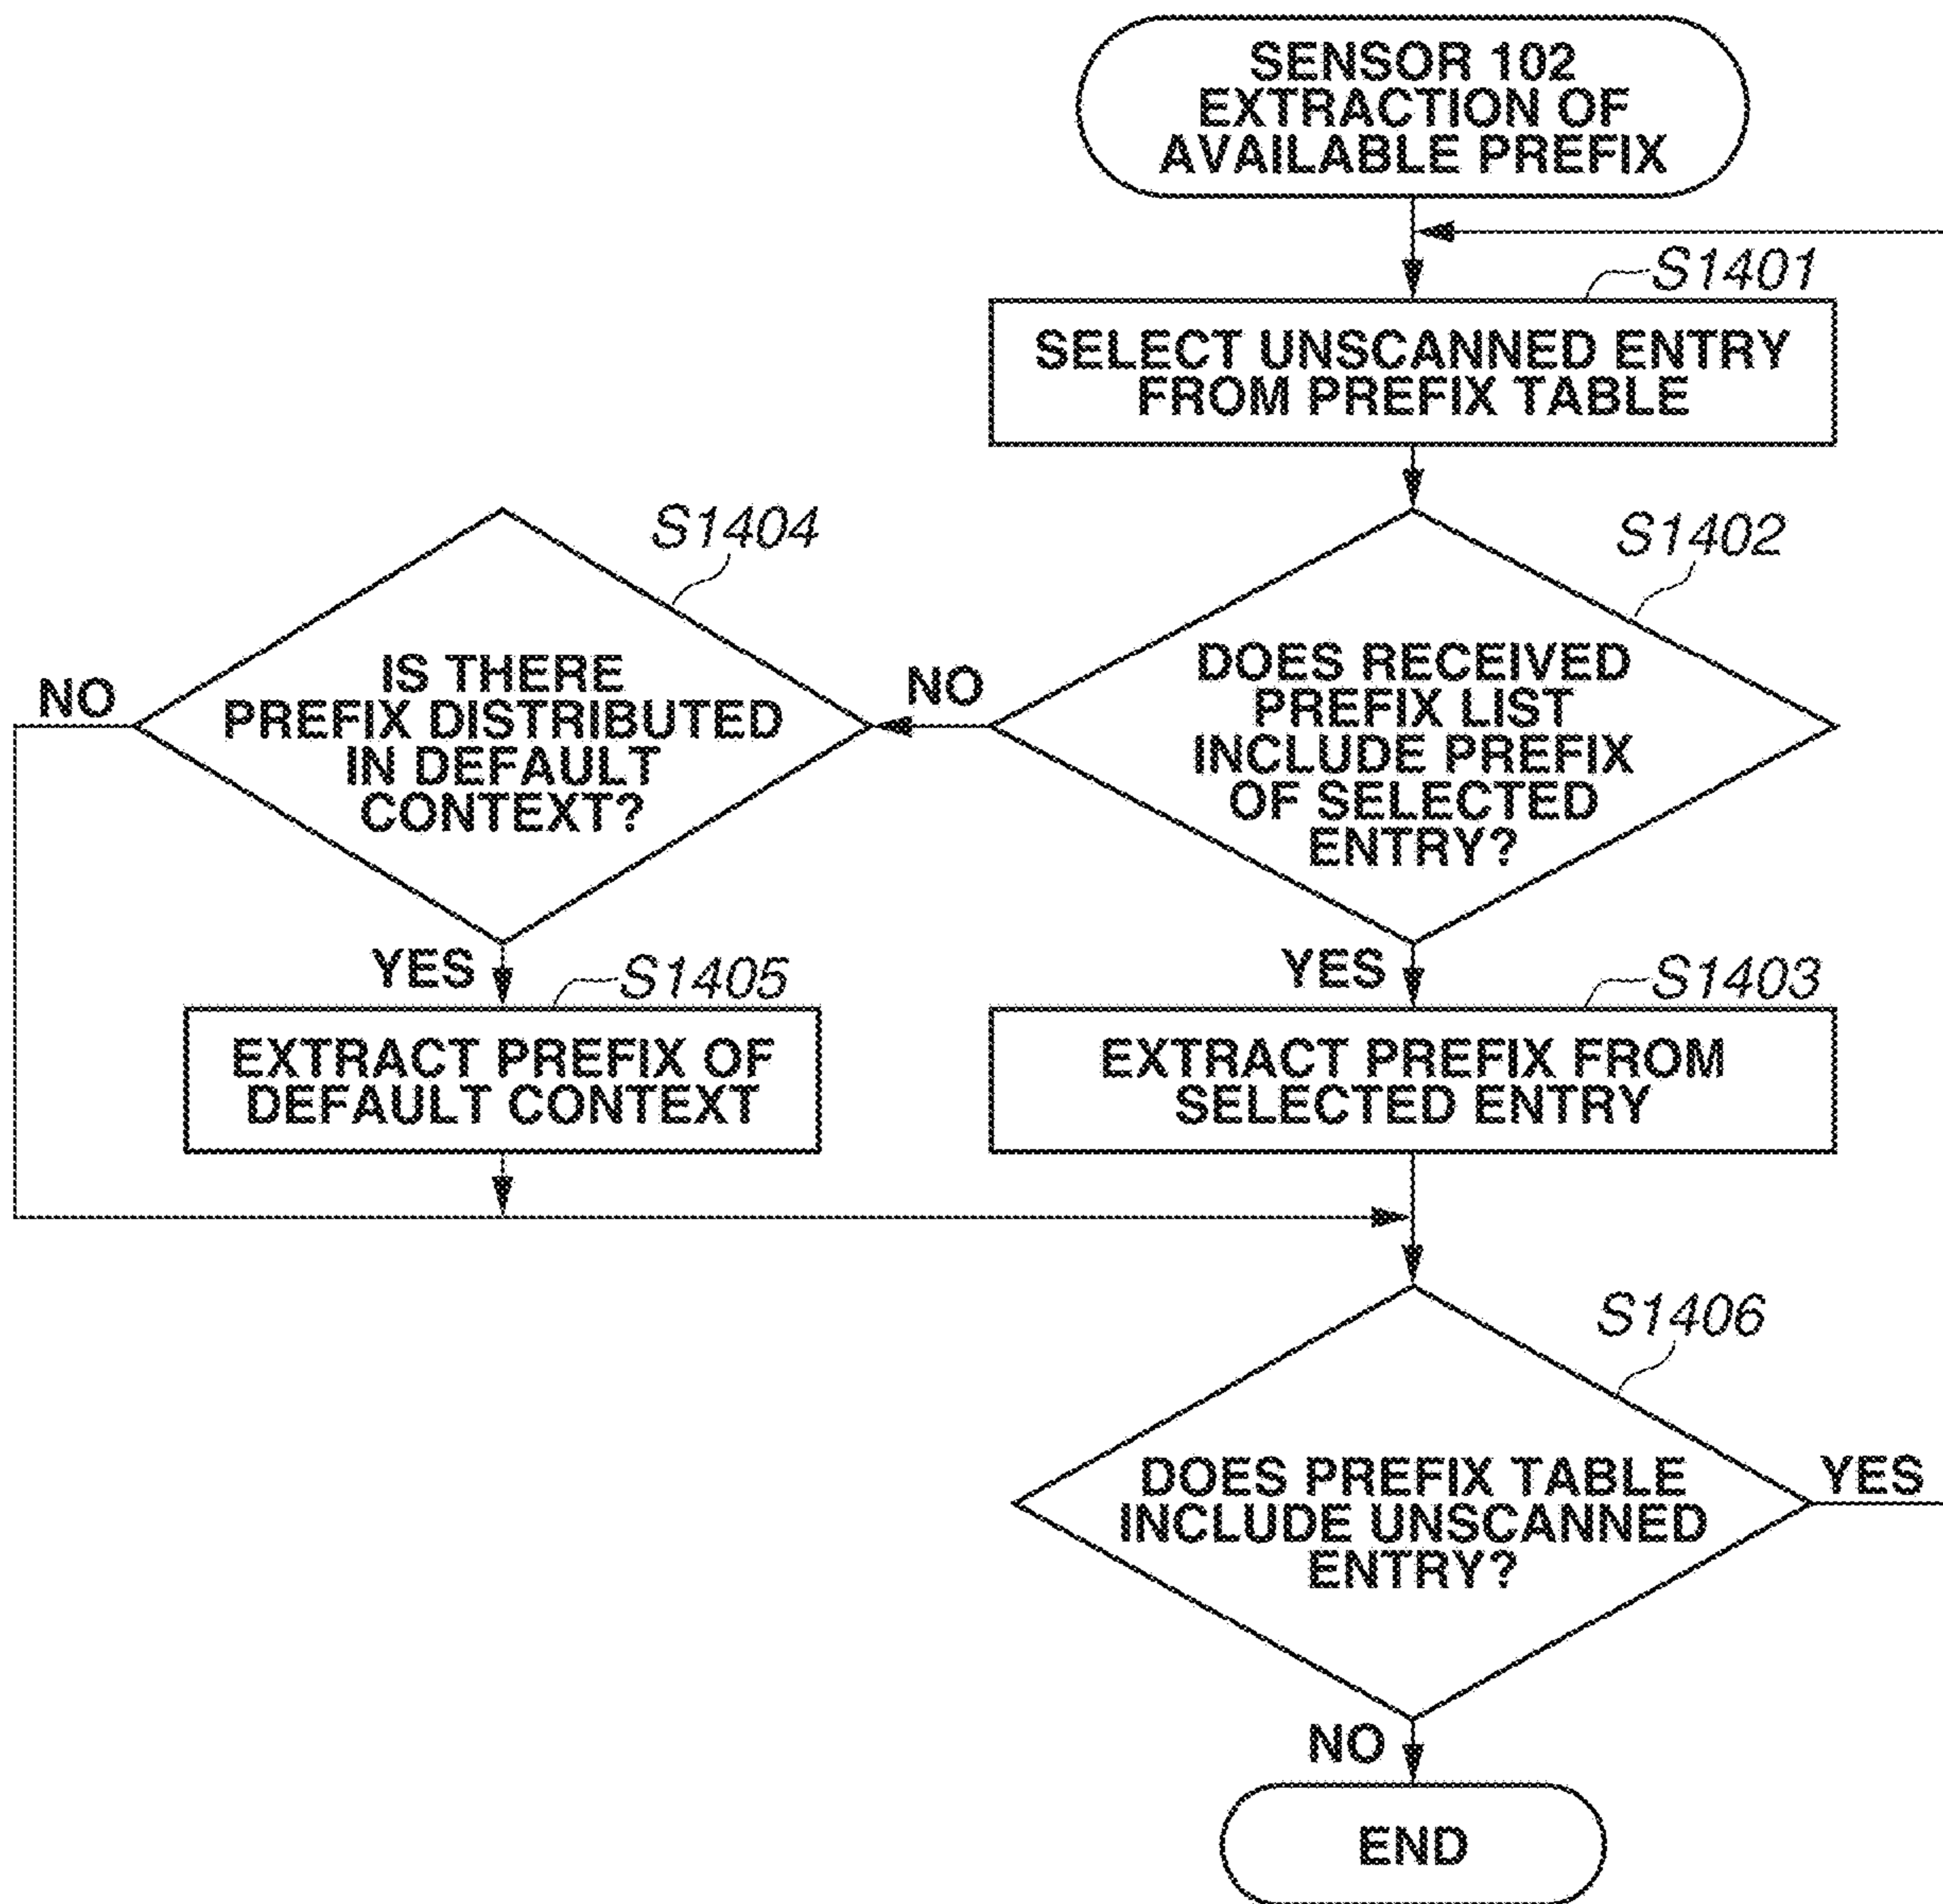 SENSOR 102
EXTRACTION OF
AVAILABLE PREFIX
S1401
SELECT UNSCANNED ENTRY
FROM PREFIX TABLE
S1402
DOES RECEIVED
PREFIX LIST
INCLUDE PREFIX
OF SELECTED
ENTRY?
NO
S1404
IS THERE
PREFIX DISTRIBUTED
IN DEFAULT
CONTEXT?
NO
YES
S1405
EXTRACT PREFIX OF
DEFAULT CONTEXT
YES
S1403
EXTRACT PREFIX FROM
SELECTED ENTRY
S1406
DOES PREFIX TABLE
INCLUDE UNSCANNED
ENTRY?
YES
NO
END